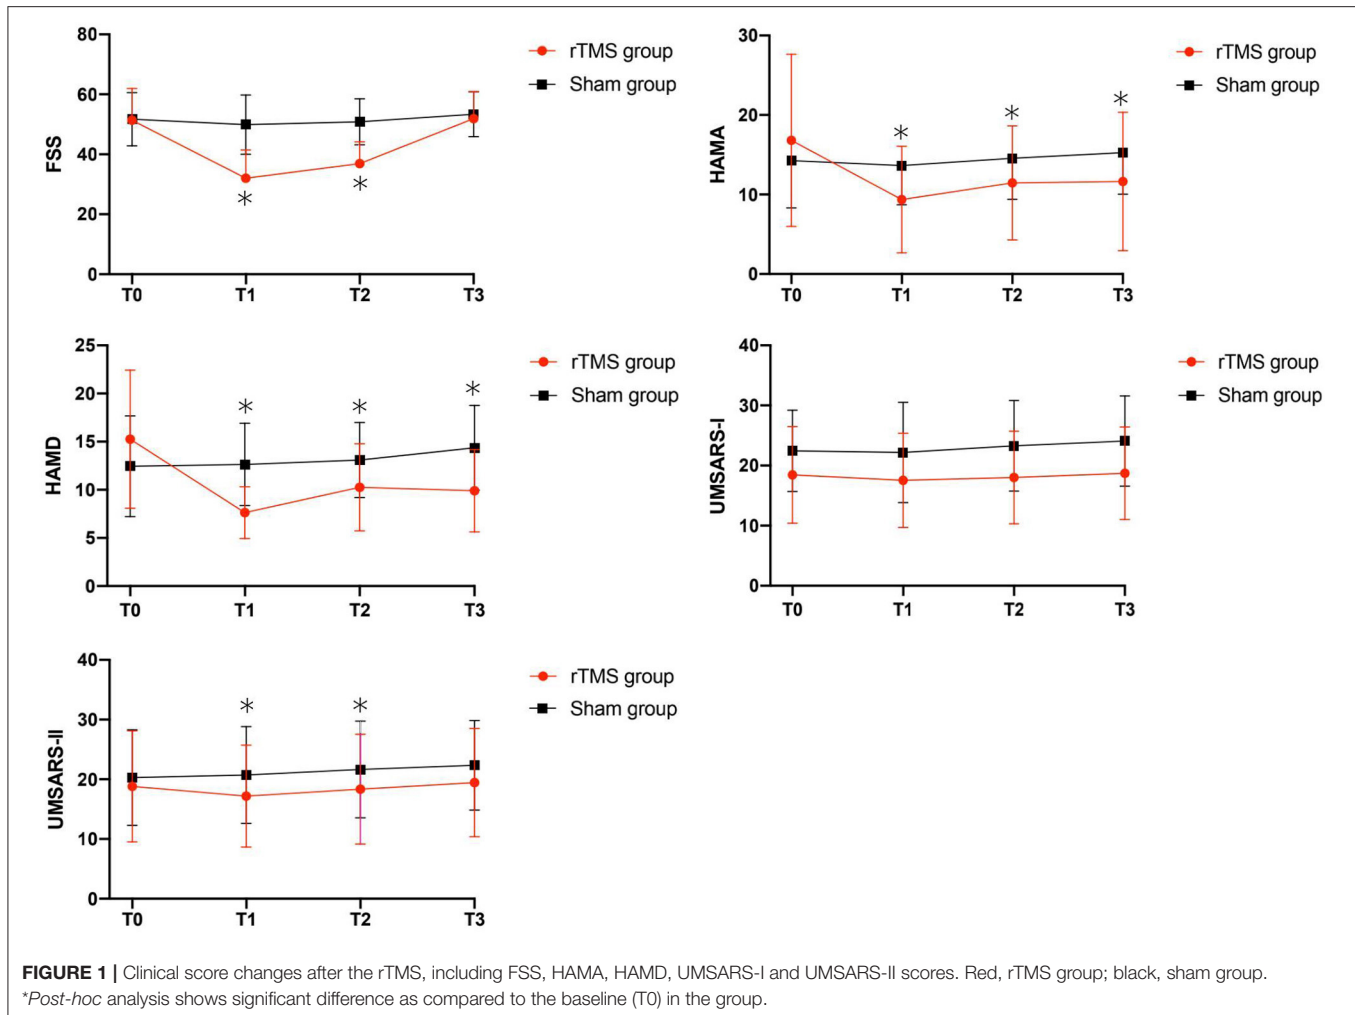 80
60
40
20
0
FSS
T0
T1
T2
T3
rTMS group
Sham group
*
*
30
20
10
0
HAMA
T0
T1
T2
T3
rTMS group
Sham group
*
*
*
25
20
15
10
5
0
HAMD
T0
T1
T2
T3
rTMS group
Sham group
*
*
*
40
30
20
10
0
UMSARS-I
T0
T1
T2
T3
rTMS group
Sham group
40
30
20
10
0
UMSARS-II
T0
T1
T2
T3
rTMS group
Sham group
*
*
FIGURE 1 | Clinical score changes after the rTMS, including FSS, HAMA, HAMD, UMSARS-I and UMSARS-II scores. Red, rTMS group; black, sham group.
*Post-hoc analysis shows significant difference as compared to the baseline (T0) in the group.